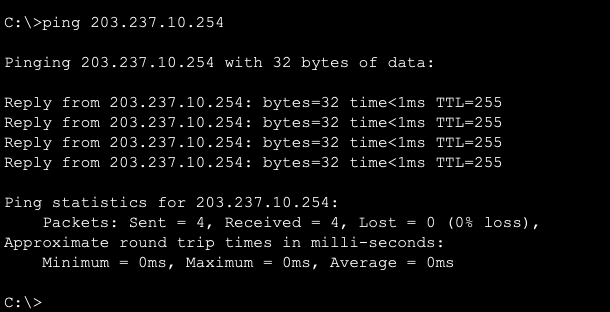 C:\>ping 203.237.10.254
Pinging 203.237.10.254 with 32 bytes of data:
Reply from 203.237.10.254: bytes=32 time<1ms TTL=255
Reply from 203.237.10.254: bytes=32 time<1ms TTL=255
Reply from 203.237.10.254: bytes=32 time<1ms TTL=255
Reply from 203.237.10.254: bytes=32 time<1ms TTL=255
Ping statistics for 203.237.10.254:
    Packets: Sent = 4, Received = 4, Lost = 0 (0% loss),
Approximate round trip times in milli-seconds:
    Minimum = 0ms, Maximum = 0ms, Average = 0ms
C:\>